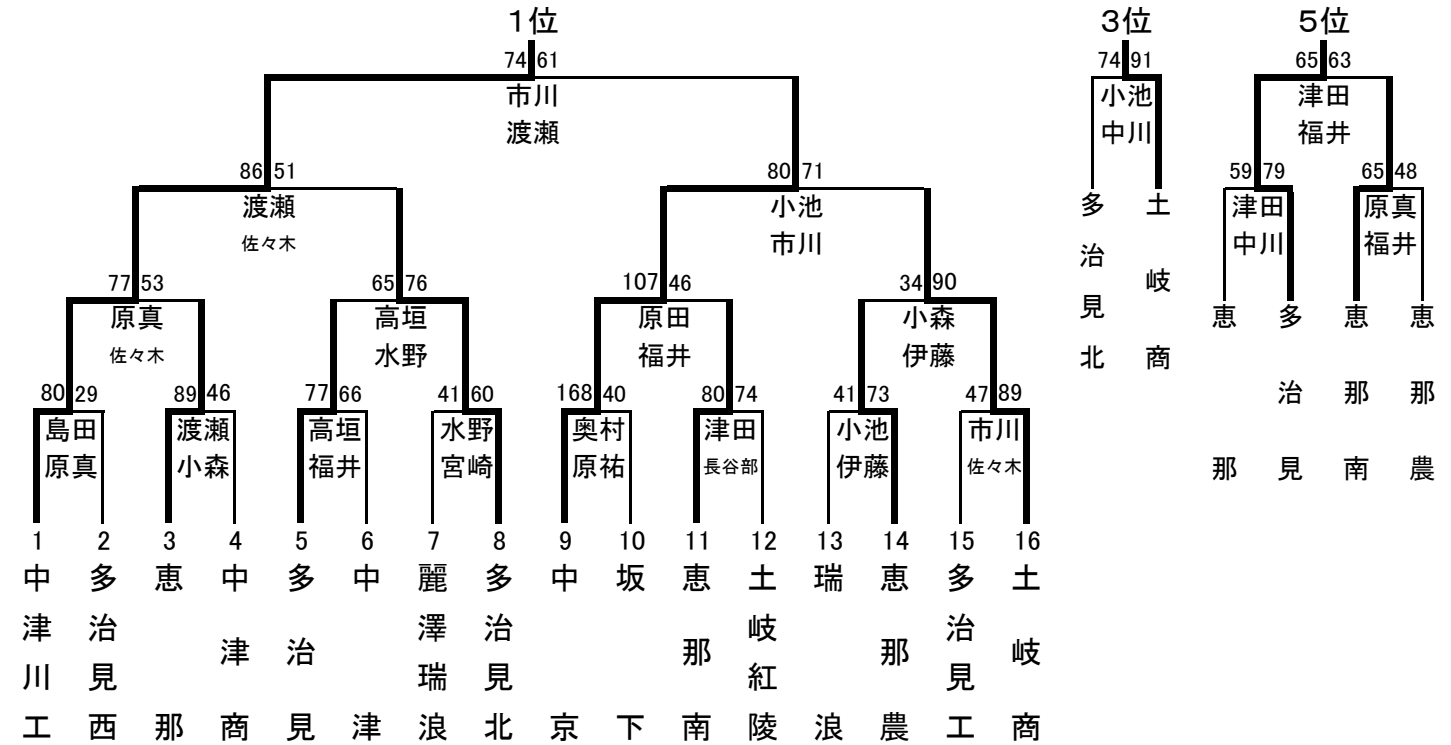 1位 3位 5位
74 61 74 91 65 63
市川 小池 津田
渡瀬 中川 福井
86 51 80 71 59 79 65 48
渡瀬 小池 津田 原真
佐々木 市川 中川 福井
多治見北 土岐商
77 53 65 76 107 46 34 90
原真 高垣 原田 小森
佐々木 水野 福井 伊藤
恵那 多治見 恵那南 恵那農
80 29 89 46 77 66 41 60 168 40 80 74 41 73 47 89
島田 渡瀬 高垣 水野 奥村 津田 小池 市川
原真 小森 福井 宮崎 原祐 長谷部 伊藤 佐々木
1 2 3 4 5 6 7 8 9 10 11 12 13 14 15 16
中津川工
多治見西
恵那
中津商
多治見
中津
麗澤瑞浪
多治見北
中京
坂下
恵那南
土岐紅陵
瑞浪
恵那農
多治見工
土岐商